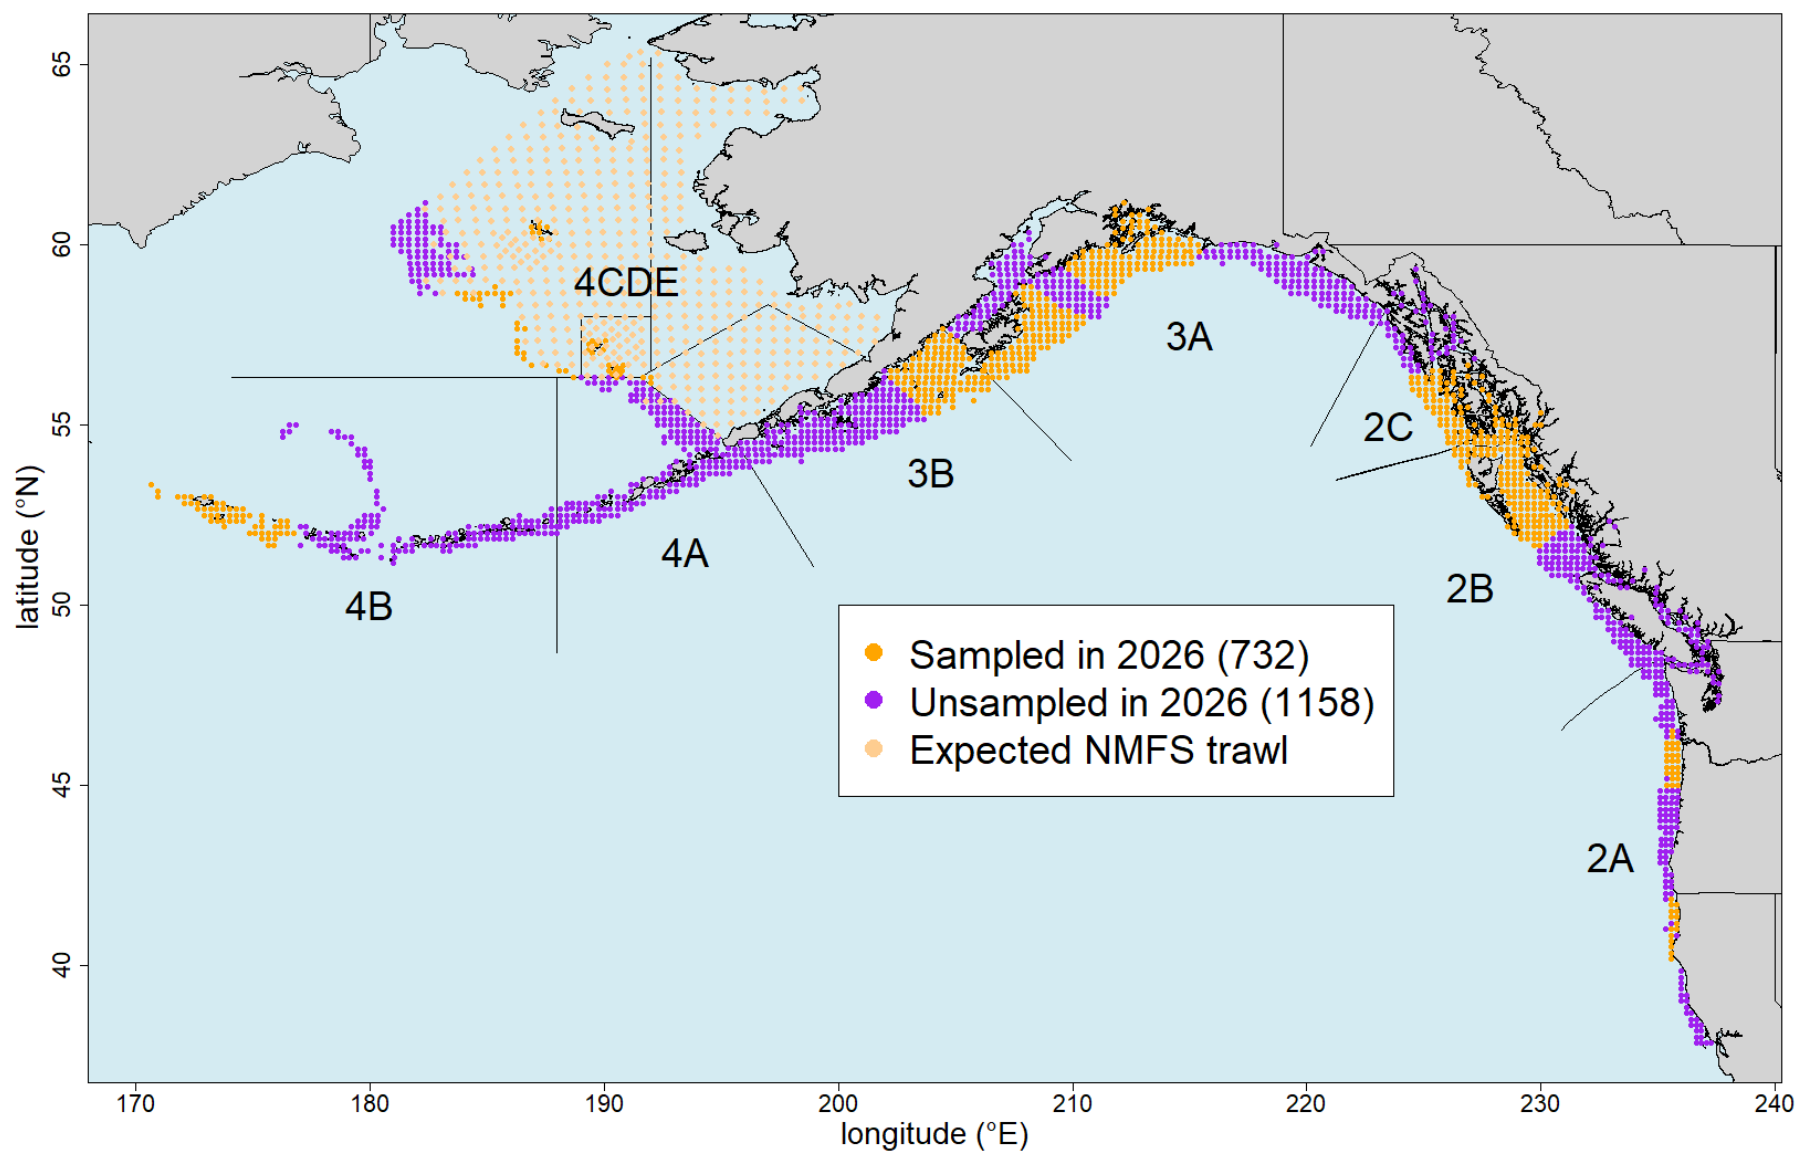 65
60
55
50
45
40
latitude (°N)
4CDE
3A
2C
3B
4A
2B
4B
Sampled in 2026 (732)
Unsampled in 2026 (1158)
Expected NMFS trawl
2A
170
180
190
200
210
220
230
240
longitude (°E)